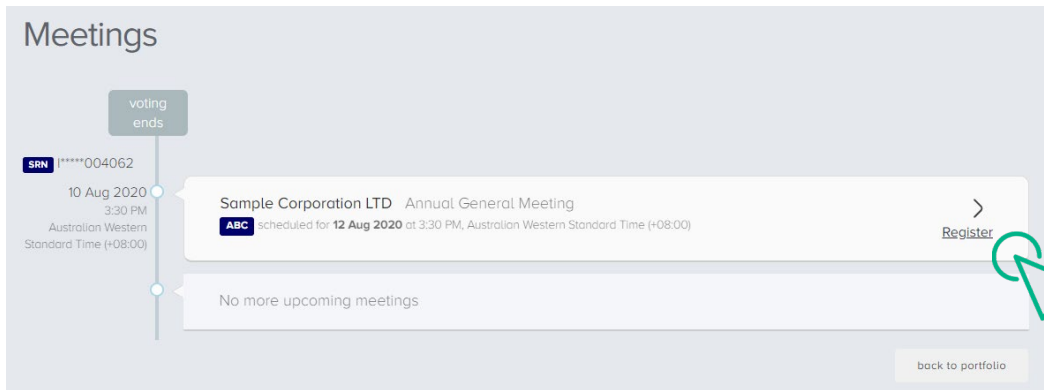 Meetings
voting
ends
SRN I*****004062
10 Aug 2020
3:30 PM
Australian Western
Standard Time (+08:00)
Sample Corporation LTD Annual General Meeting
ABC scheduled for 12 Aug 2020 at 3:30 PM, Australian Western Standard Time (+08:00)
Register
No more upcoming meetings
back to portfolio